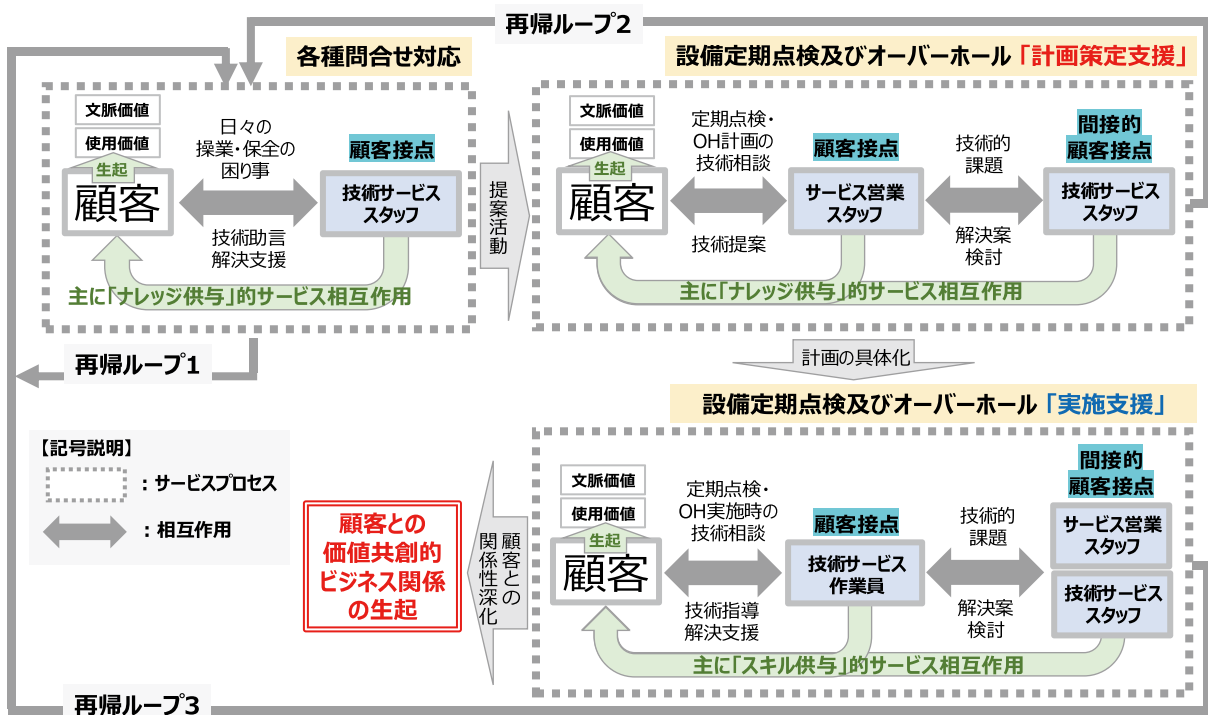 再帰ループ2
各種問合せ対応
文脈価値
使用価値
生起
顧客
日々の
操業・保全の
困り事
技術助言
解決支援
顧客接点
技術サービス
スタッフ
主に「ナレッジ供与」的サービス相互作用
提案活動
設備定期点検及びオーバーホール「計画策定支援」
文脈価値
使用価値
生起
顧客
定期点検・
OH計画の
技術相談
技術提案
顧客接点
サービス営業
スタッフ
技術的
課題
解決案
検討
間接的
顧客接点
技術サービス
スタッフ
主に「ナレッジ供与」的サービス相互作用
再帰ループ1
計画の具体化
設備定期点検及びオーバーホール「実施支援」
文脈価値
使用価値
生起
顧客
定期点検・
OH実施時の
技術相談
技術指導
解決支援
顧客接点
技術サービス
作業員
技術的
課題
解決案
検討
間接的
顧客接点
サービス営業
スタッフ
技術サービス
スタッフ
主に「スキル供与」的サービス相互作用
顧客との
関係性深化
顧客との
価値共創的
ビジネス関係
の生起
【記号説明】
：サービスプロセス
：相互作用
再帰ループ3